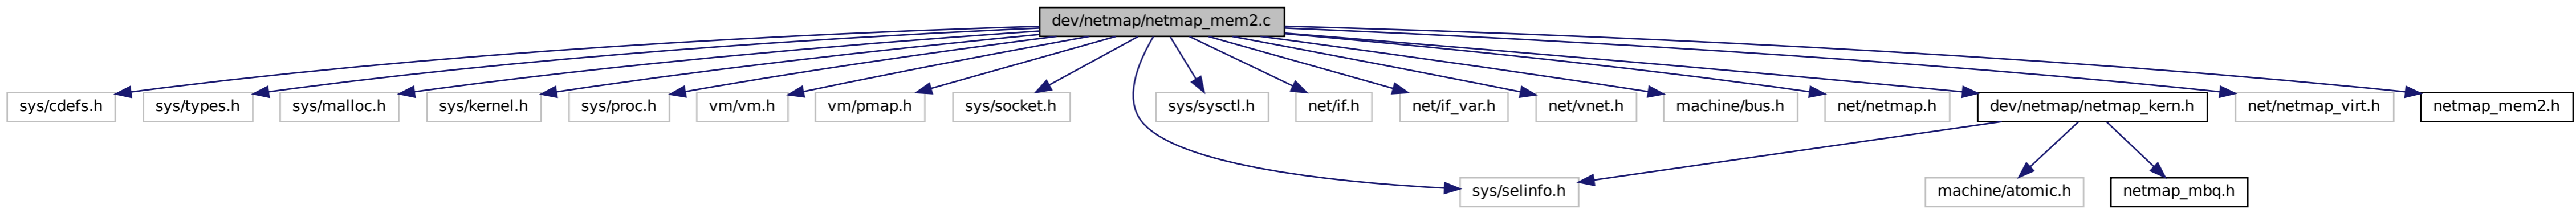 dev/netmap/netmap_mem2.c
sys/cdefs.h
sys/types.h
sys/malloc.h
sys/kernel.h
sys/proc.h
vm/vm.h
vm/pmap.h
sys/socket.h
sys/sysctl.h
net/if.h
net/if_var.h
net/vnet.h
machine/bus.h
net/netmap.h
dev/netmap/netmap_kern.h
net/netmap_virt.h
netmap_mem2.h
sys/selinfo.h
machine/atomic.h
netmap_mbq.h